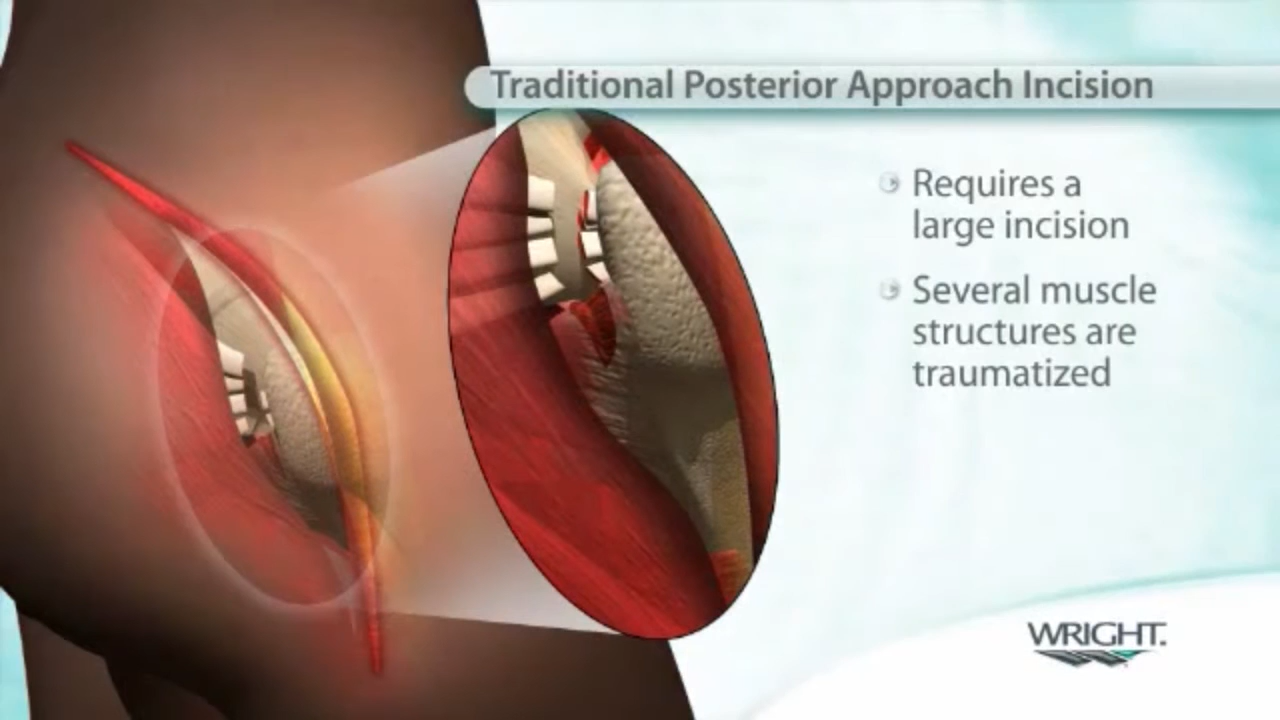 Traditional Posterior Approach Incision
Requires a
large incision
Several muscle
structures are
traumatized
WRIGHT.